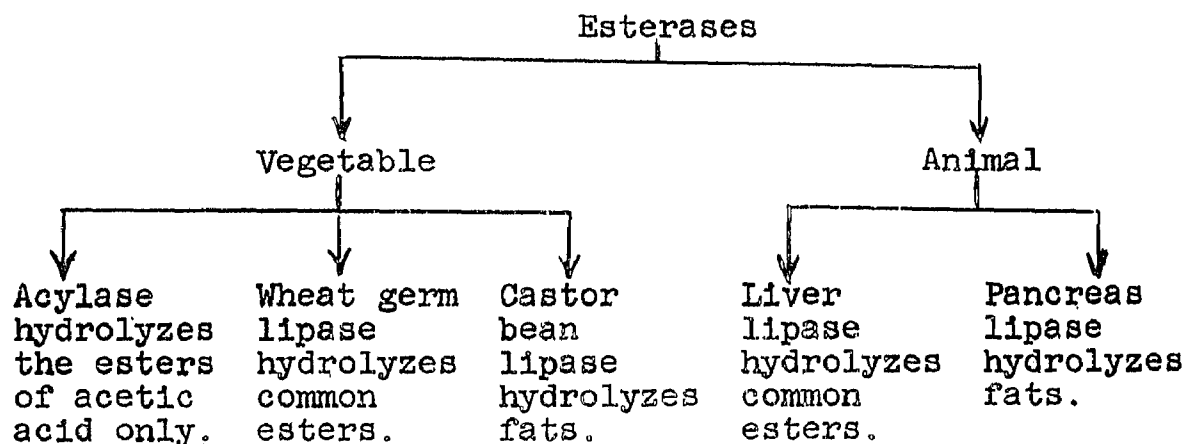 Esterases
Vegetable
Animal
Acylase
hydrolyzes
the esters
of acetic
acid only.
Wheat germ
lipase
hydrolyzes
common
esters.
Castor
bean
lipase
hydrolyzes
fats.
Liver
lipase
hydrolyzes
common
esters.
Pancreas
lipase
hydrolyzes
fats.